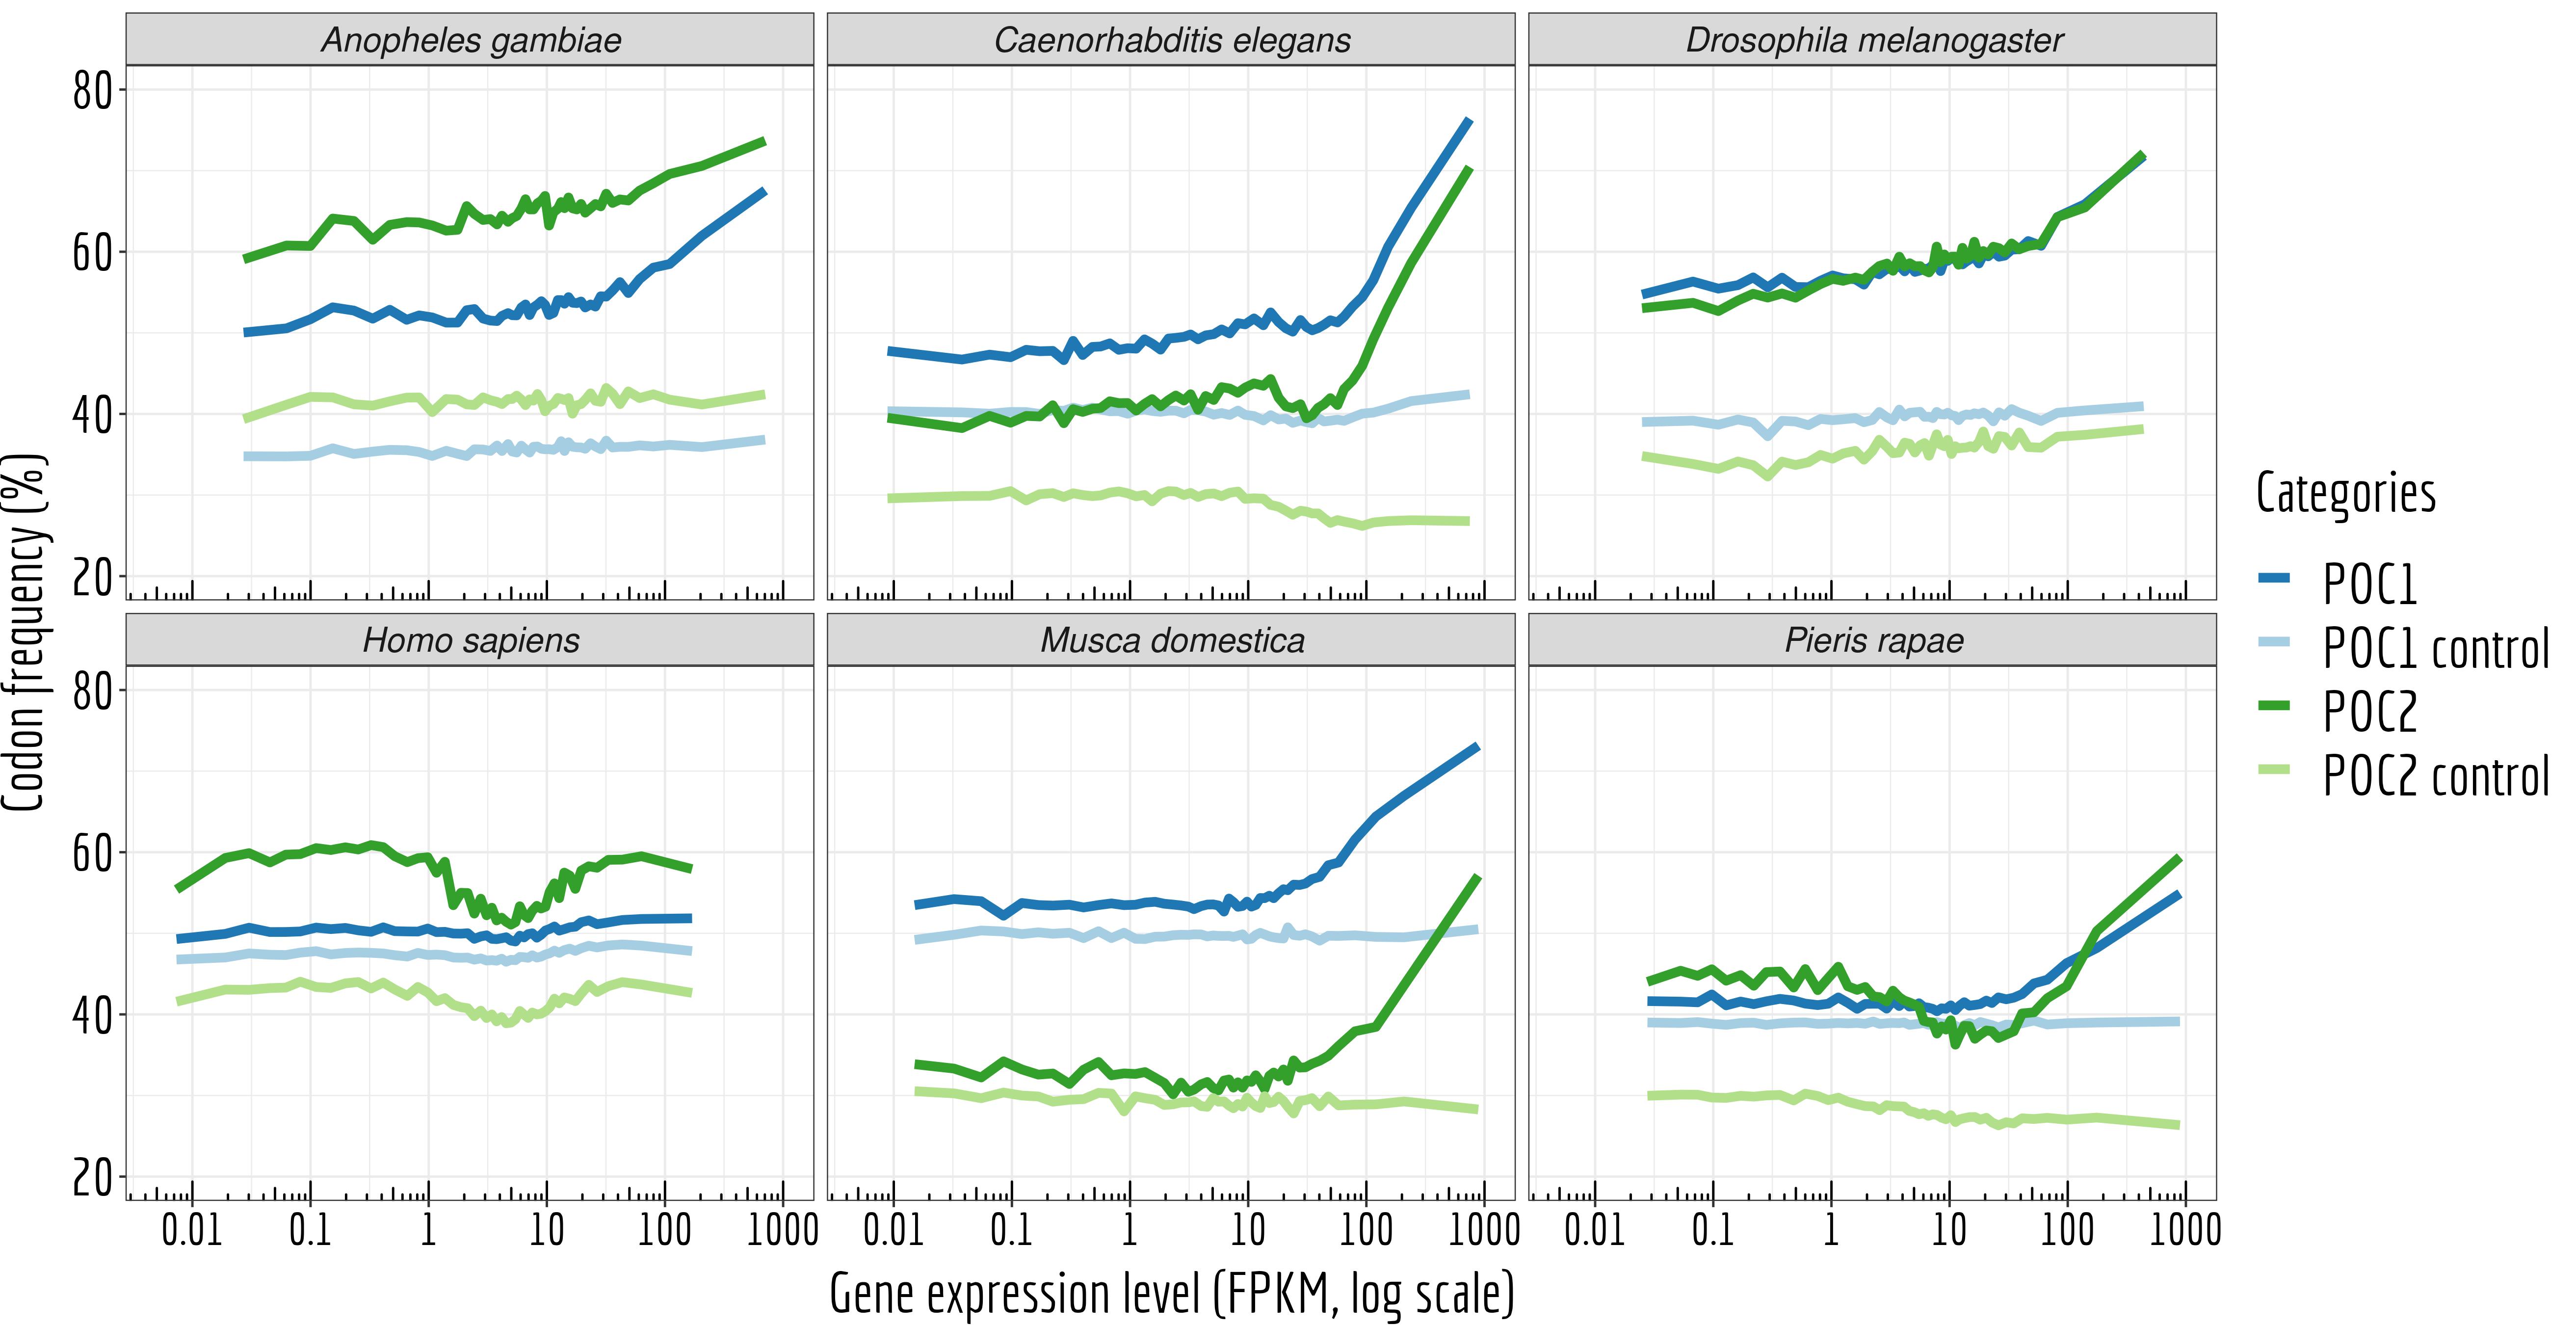 Anopheles gambiae
Caenorhabditis elegans
Drosophila melanogaster
80
60
40
20
Homo sapiens
Musca domestica
Pieris rapae
80
60
40
20
0.01 0.1 1 10 100 1000
0.01 0.1 1 10 100 1000
0.01 0.1 1 10 100 1000
Codon frequency (%)
Gene expression level (FPKM, log scale)
Categories
POC1
POC1 control
POC2
POC2 control